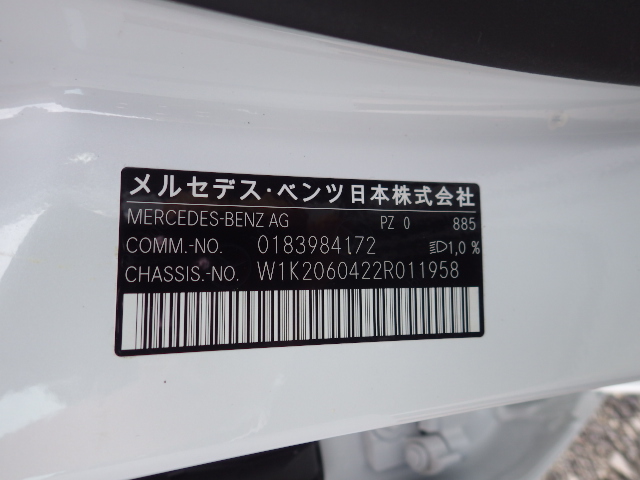 メルセデス・ベンツ日本株式会社
MERCEDES-BENZ AG PZ 0 885
COMM.-NO. 0183984172 1,0 %
CHASSIS.-NO. W1K2060422R011958